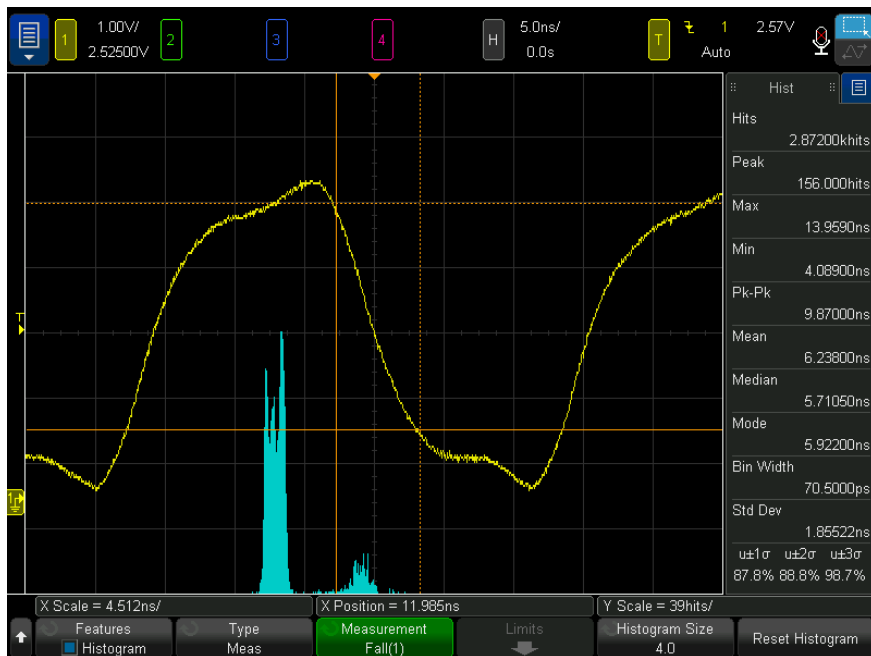 1 1.00V/ 2 3 4 H 5.0ns/ T 1 2.57V
2.52500V 0.0s Auto
Hist
Hits
2.87200khits
Peak
156.000hits
Max
13.9590ns
Min
4.08900ns
Pk-Pk
9.87000ns
Mean
6.23800ns
Median
5.71050ns
Mode
5.92200ns
Bin Width
70.5000ps
Std Dev
1.85522ns
u±1σ u±2σ u±3σ
87.8% 88.8% 98.7%
T
1
X Scale = 4.512ns/ X Position = 11.985ns Y Scale = 39hits/
Features Type Measurement Limits Histogram Size Reset Histogram
Histogram Meas Fall(1) 4.0